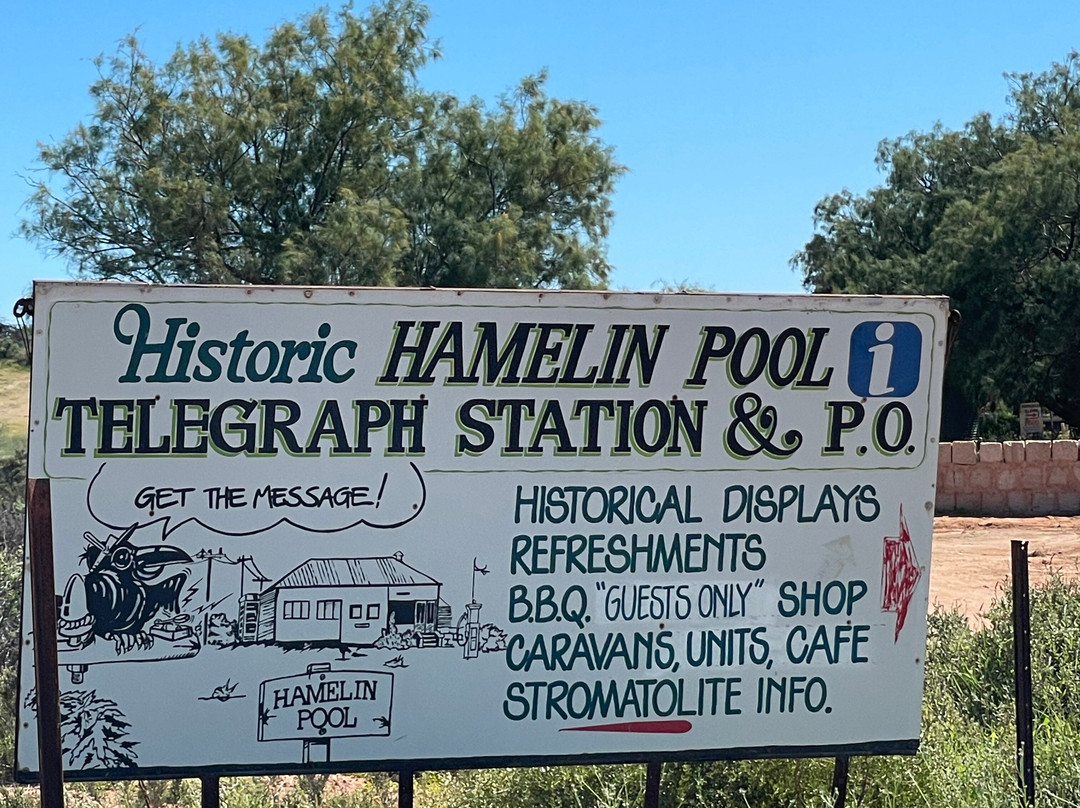 Historic HAMELIN POOL i
TELEGRAPH STATION & P.O.
GET THE MESSAGE!
HISTORICAL DISPLAYS
REFRESHMENTS
B.B.Q. "GUESTS ONLY" SHOP
CARAVANS, UNITS, CAFE
STROMATOLITE INFO.
HAMELIN
POOL